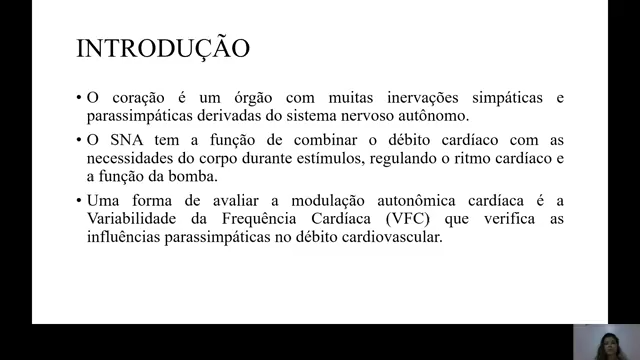 INTRODUÇÃO
• O coração é um órgão com muitas inervações simpáticas e
parassimpáticas derivadas do sistema nervoso autônomo.
• O SNA tem a função de combinar o débito cardíaco com as
necessidades do corpo durante estímulos, regulando o ritmo cardíaco e
a função da bomba.
• Uma forma de avaliar a modulação autonômica cardíaca é a
Variabilidade da Frequência Cardíaca (VFC) que verifica as
influências parassimpáticas no débito cardiovascular.